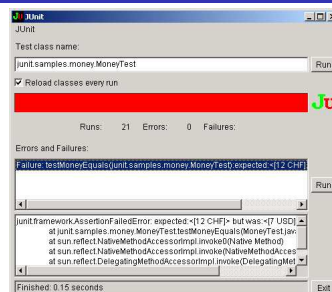 JUnit
JUnit
Test class name:
junit.samples.money.MoneyTest
Run
Reload classes every run
Ju
Runs: 21 Errors: 0 Failures:
Errors and Failures:
Failure: testMoneyEquals(junit.samples.money.MoneyTest):expected:<[12 CHF]
Run
junit.framework.AssertionFailedError: expected:<[12 CHF]> but was:<[7 USD]
at junit.samples.money.MoneyTest.testMoneyEquals(MoneyTest.jav
at sun.reflect.NativeMethodAccessorImpl.invoke0(Native Method)
at sun.reflect.NativeMethodAccessorImpl.invoke(NativeMethodAcces
at sun.reflect.DelegatingMethodAccessorImpl.invoke(DelegatingMet
Finished: 0.15 seconds
Exit